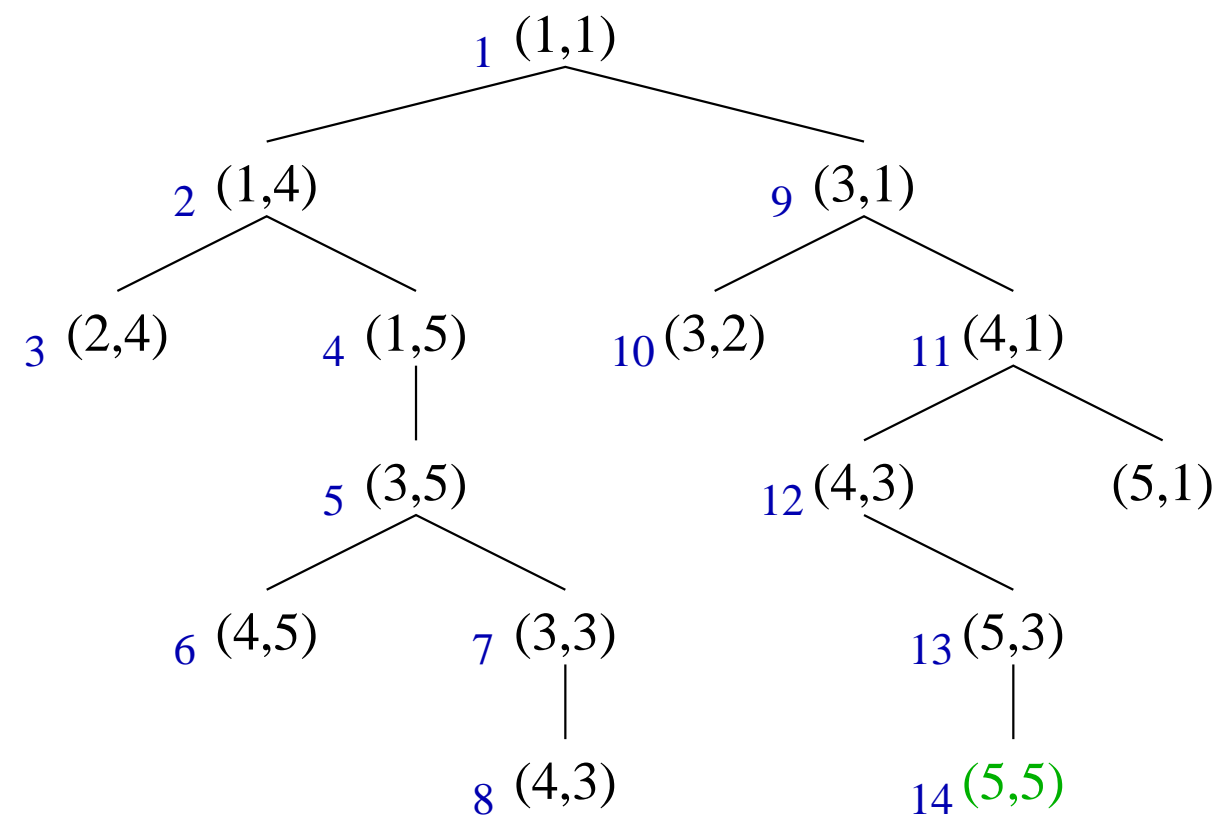 1 (1,1)
2 (1,4) 9 (3,1)
3 (2,4) 4 (1,5) 10 (3,2) 11 (4,1)
5 (3,5) 12 (4,3) (5,1)
6 (4,5) 7 (3,3) 13 (5,3)
8 (4,3) 14 (5,5)